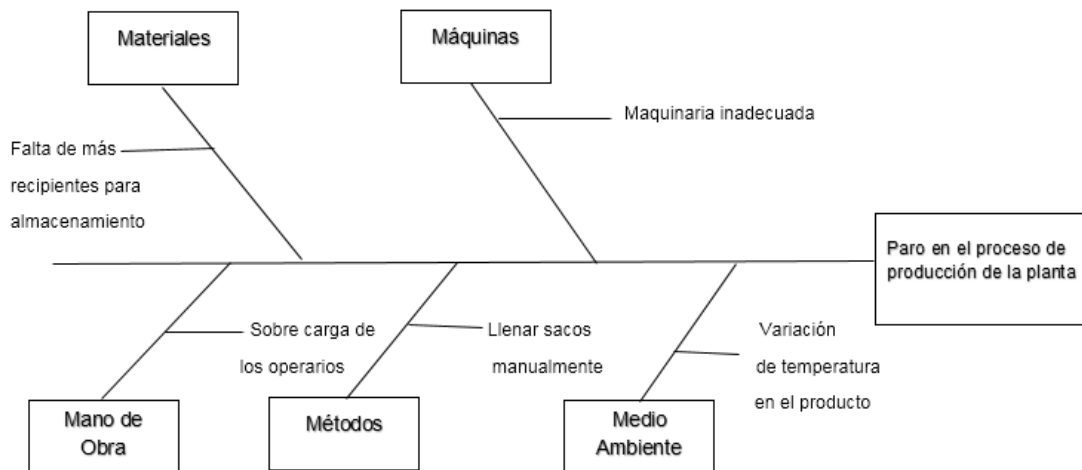 Materiales
Máquinas
Maquinaria inadecuada
Falta de más
recipientes para
almacenamiento
Paro en el proceso de
producción de la planta
Sobre carga de
los operarios
Llenar sacos
manualmente
Variación
de temperatura
en el producto
Mano de
Obra
Métodos
Medio
Ambiente